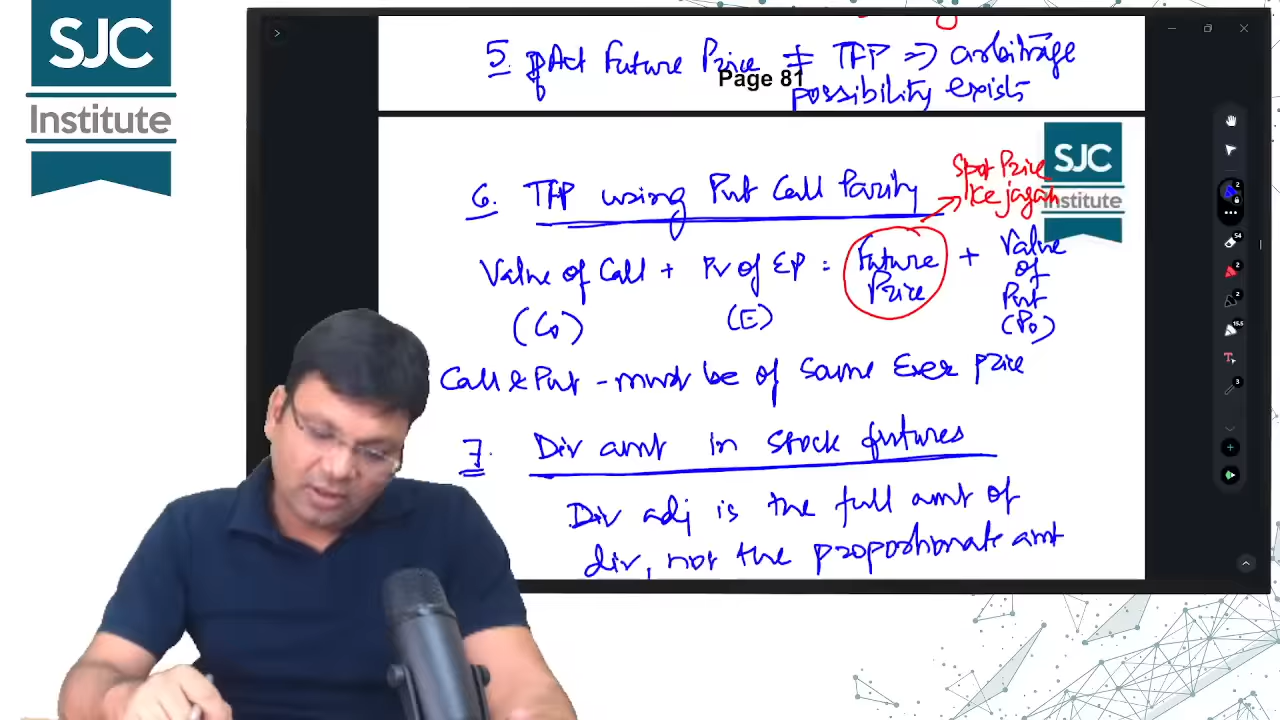 SJC
Institute
5. If Act Future Price ≠ TFP => arbitrage
Page 81
possibility exists
SJC
Institute
6. TFP using Put Call Parity
Spot Price
ke jagah
Value of Call + PV of EP = Future Price + Value of Put
(C₀) (E) (P₀)
Call & Put - must be of same Exer price
7. Div amt in stock futures
Div adj is the full amt of
div, not the proportionate amt